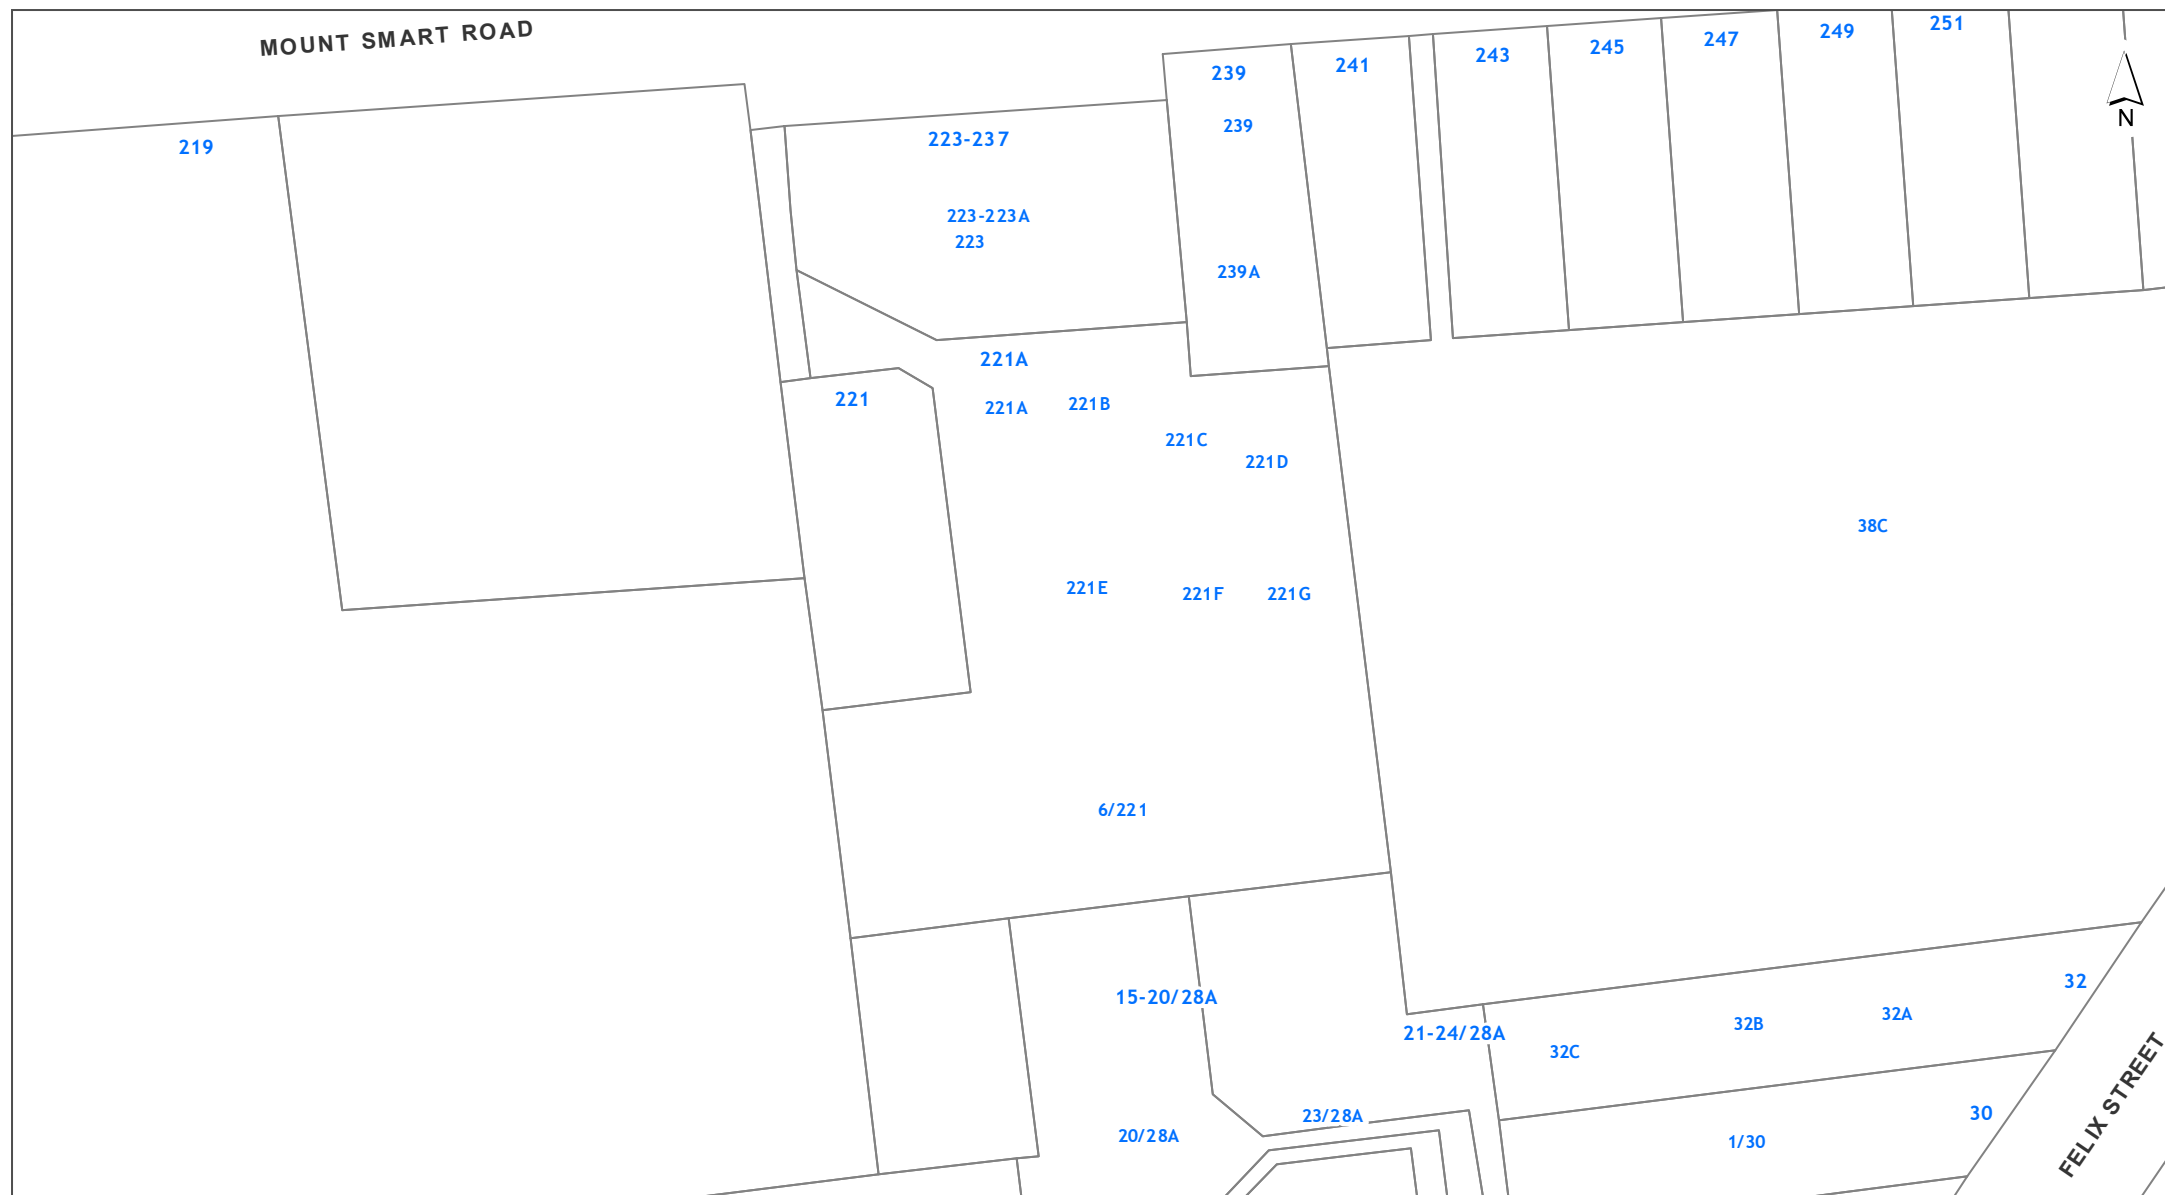 MOUNT SMART ROAD
251
249
247
245
243
241
239
N
239
223-237
219
223-223A
223
239A
221A
221
221A
221B
221C
221D
38C
221E
221F
221G
6/221
32
15-20/28A
32A
32B
21-24/28A
32C
FELIX STREET
30
23/28A
20/28A
1/30